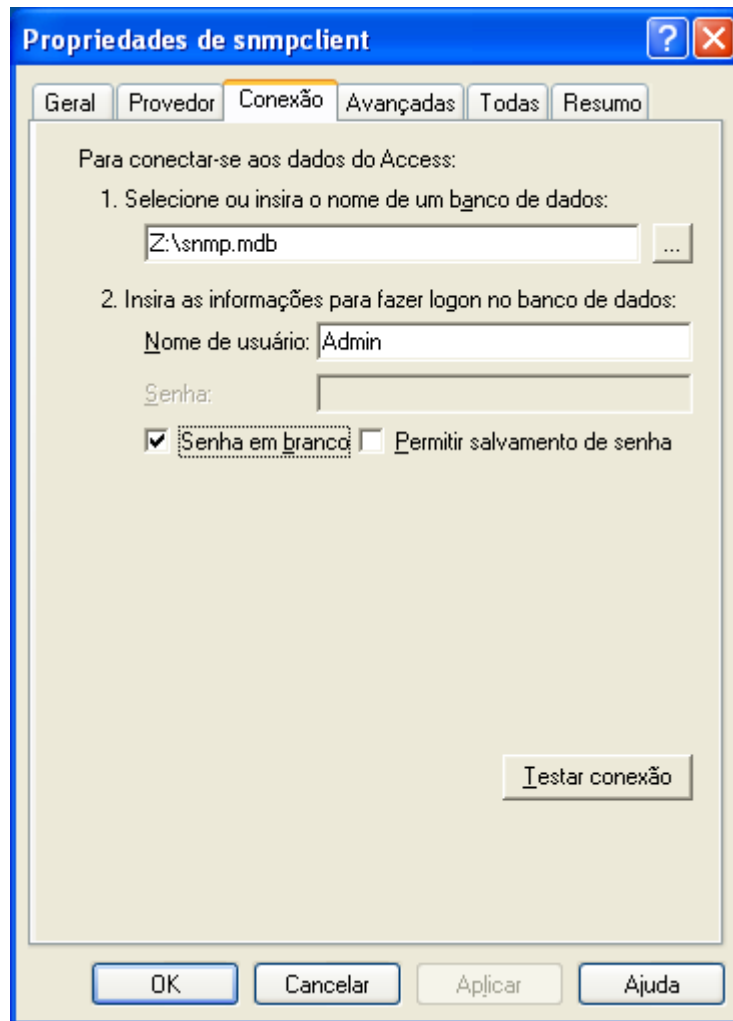 Propriedades de snmpclient
Geral Provedor Conexão Avançadas Todas Resumo
Para conectar-se aos dados do Access:
1. Selecione ou insira o nome de um banco de dados:
Z:\snmp.mdb ...
2. Insira as informações para fazer logon no banco de dados:
Nome de usuário: Admin
Senha:
Senha em branco Permitir salvamento de senha
Testar conexão
OK Cancelar Aplicar Ajuda